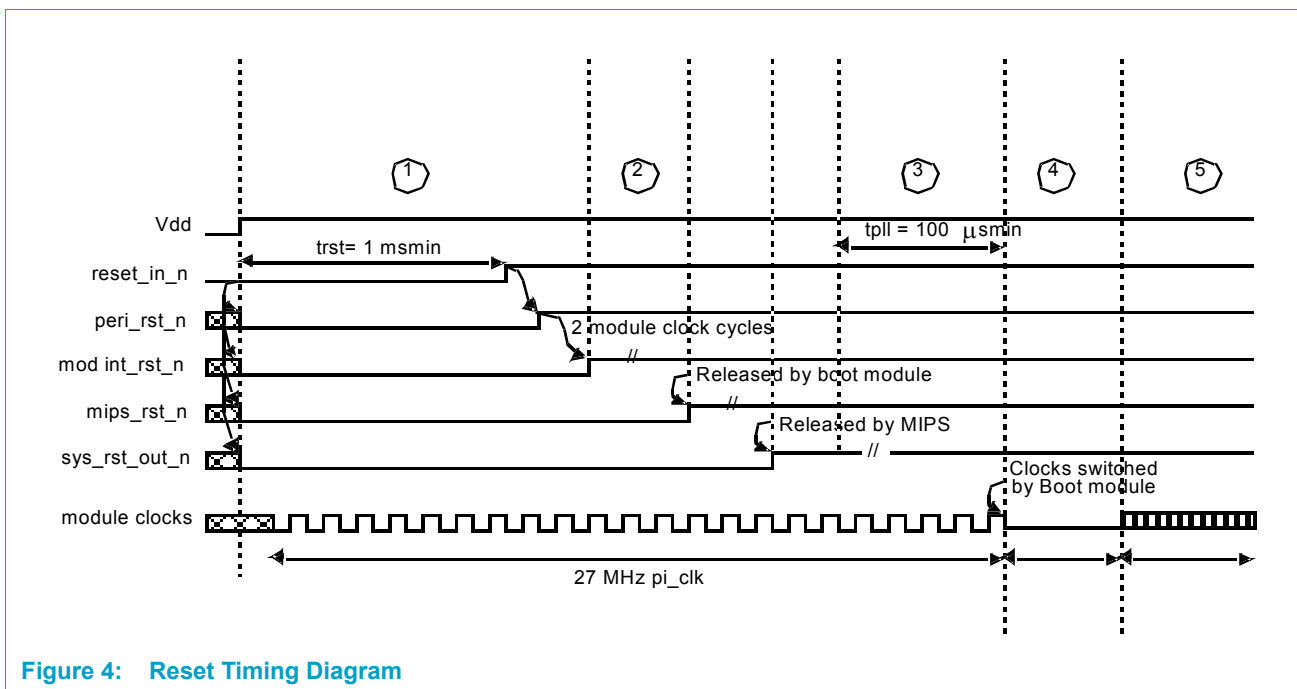 1
2
3
4
5
Vdd
tpll = 100 μsmin
trst= 1 msmin
reset_in_n
peri_rst_n
2 module clock cycles
//
mod int_rst_n
Released by boot module
//
mips_rst_n
Released by MIPS
//
sys_rst_out_n
Clocks switched
by Boot module
module clocks
27 MHz pi_clk
Figure 4: Reset Timing Diagram